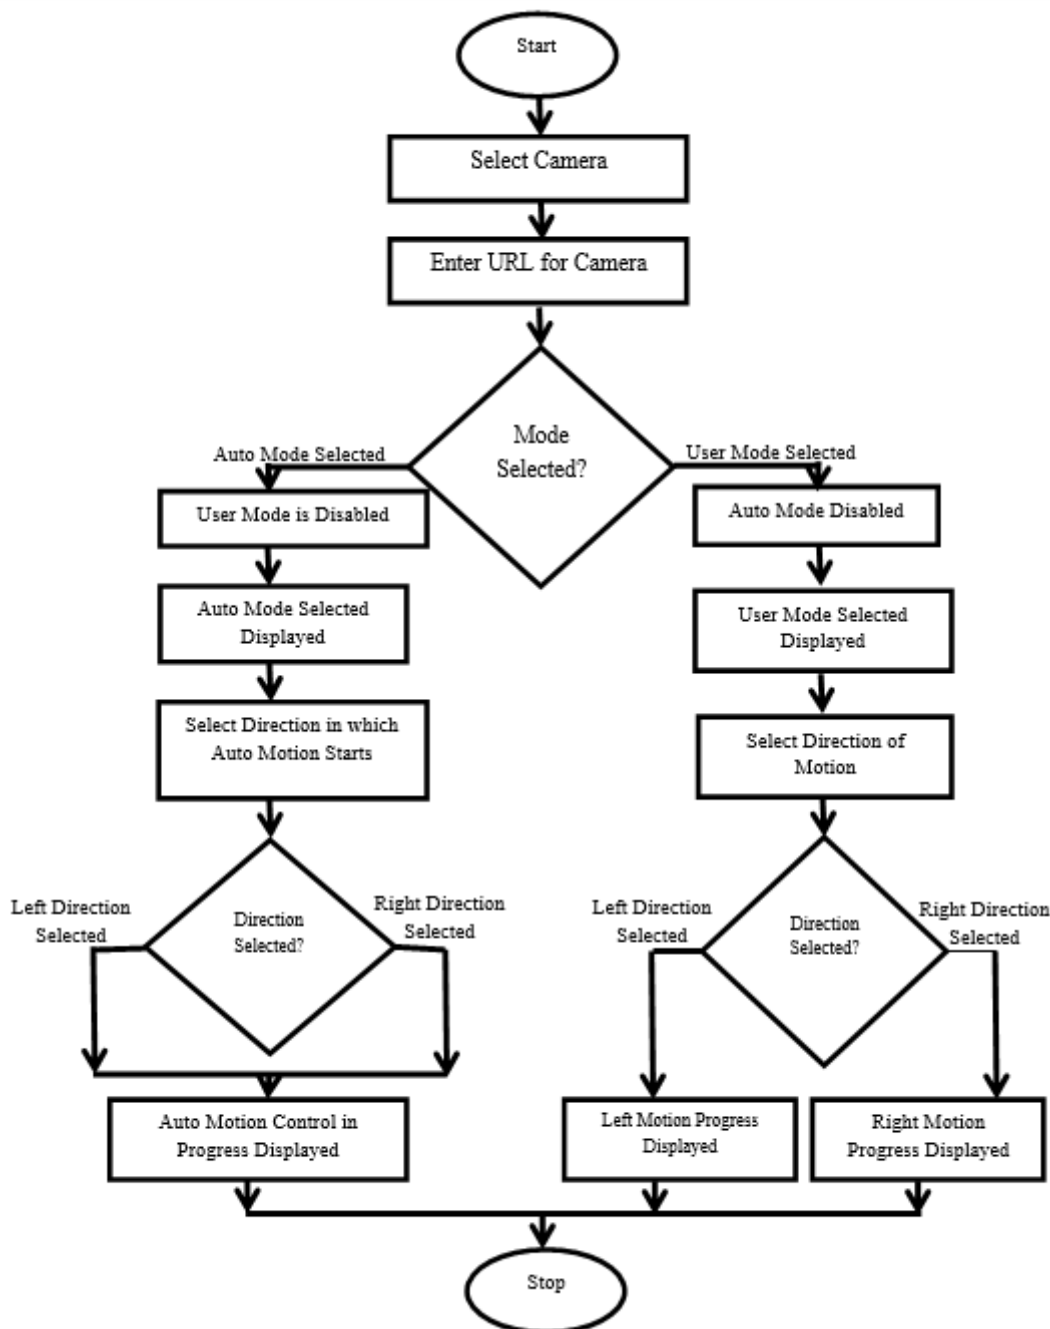 Start
Select Camera
Enter URL for Camera
Mode
Selected?
Auto Mode Selected
User Mode Selected
User Mode is Disabled
Auto Mode Disabled
Auto Mode Selected
Displayed
User Mode Selected
Displayed
Select Direction in which
Auto Motion Starts
Select Direction of
Motion
Left Direction
Selected
Direction
Selected?
Right Direction
Selected
Left Direction
Selected
Direction
Selected?
Right Direction
Selected
Auto Motion Control in
Progress Displayed
Left Motion Progress
Displayed
Right Motion
Progress Displayed
Stop